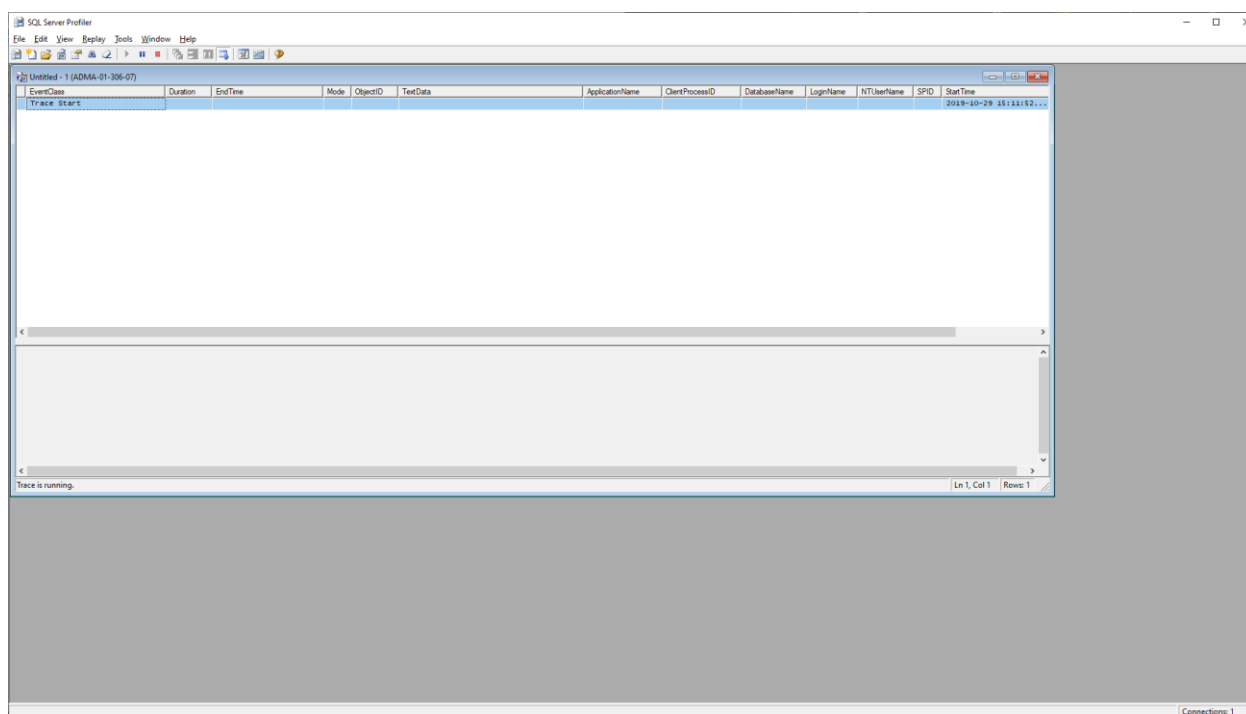 SQL Server Profiler
File Edit View Replay Tools Window Help
Untitled - 1 (ADMA-01-306-07)
EventClass Duration EndTime Mode ObjectID TextData ApplicationName ClientProcessID DatabaseName LoginName NTUserName SPID StartTime
Trace Start 2019-10-29 15:11:52...
Trace is running. Ln 1, Col 1 Rows: 1
Connections: 1